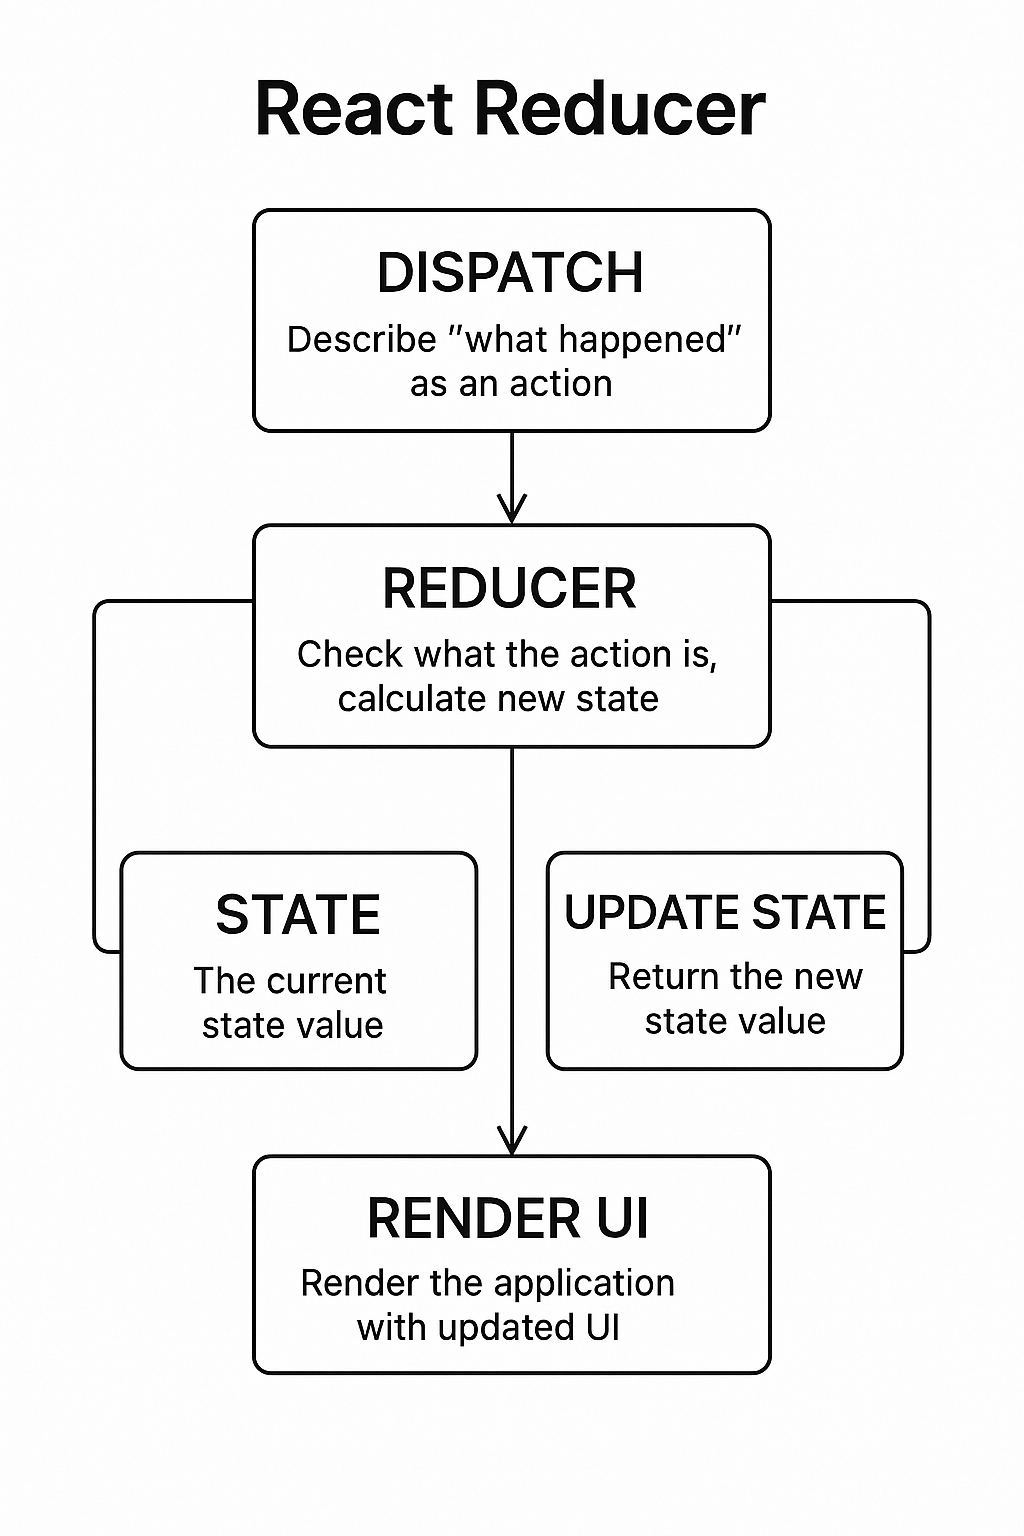 React Reducer
DISPATCH
Describe "what happened"
as an action
REDUCER
Check what the action is,
calculate new state
STATE
The current
state value
UPDATE STATE
Return the new
state value
RENDER UI
Render the application
with updated UI